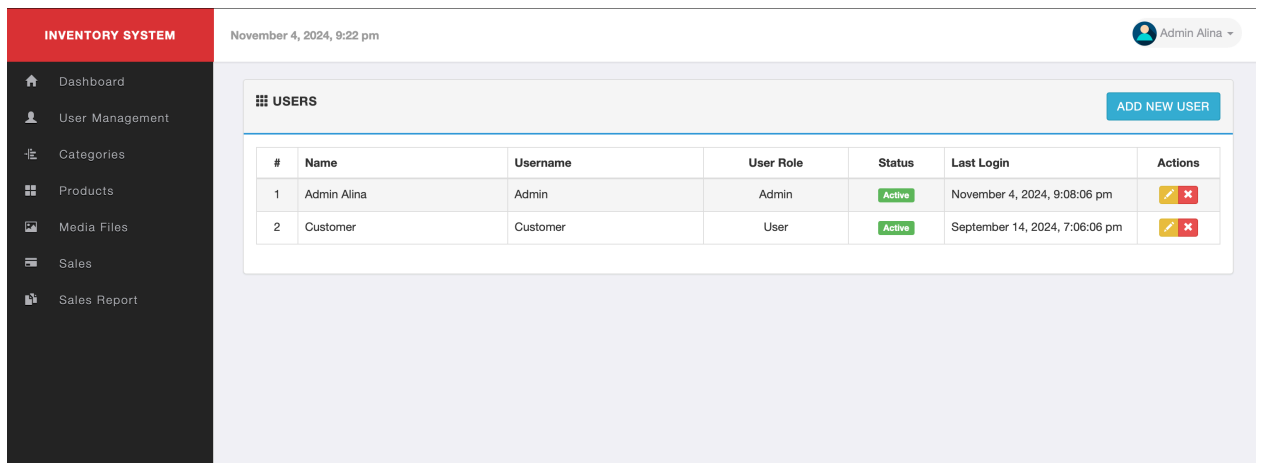 INVENTORY SYSTEM
November 4, 2024, 9:22 pm
Admin Alina
Dashboard
User Management
Categories
Products
Media Files
Sales
Sales Report
USERS
ADD NEW USER
# Name Username User Role Status Last Login Actions
1 Admin Alina Admin Admin Active November 4, 2024, 9:08:06 pm
2 Customer Customer User Active September 14, 2024, 7:06:06 pm